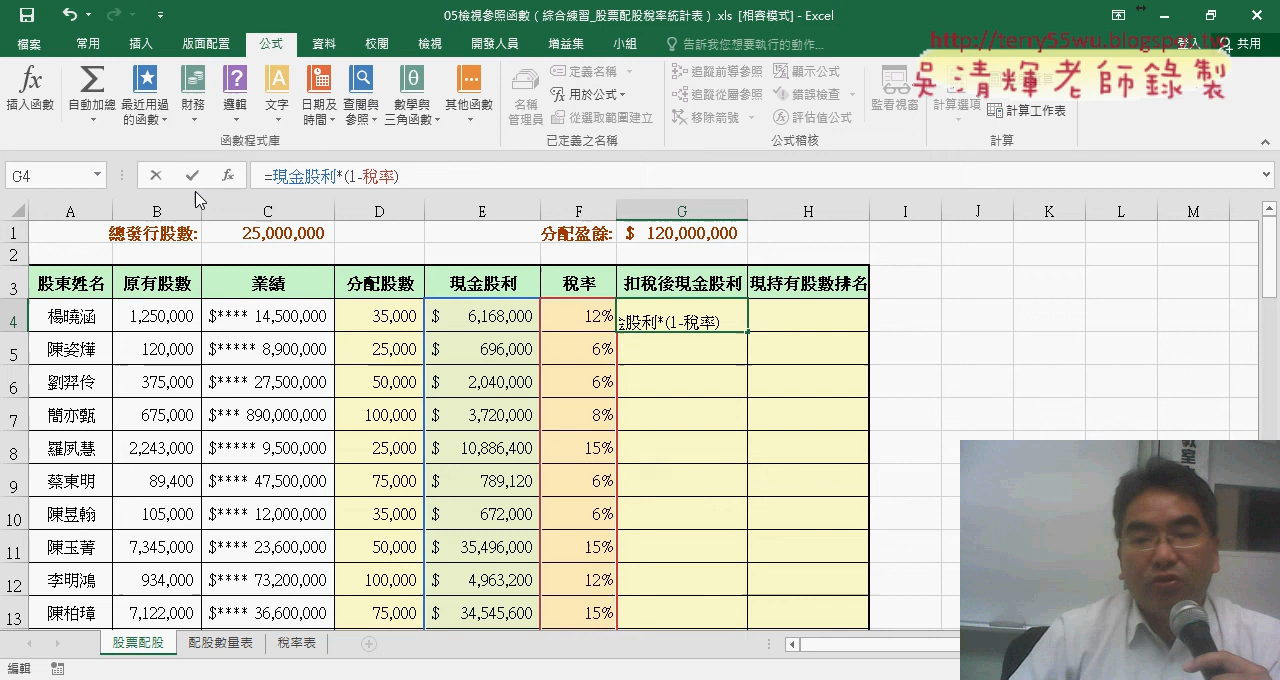 05檢視參照函數（綜合練習_股票配股稅率統計表）.xls [相容模式] - Excel
檔案 常用 插入 版面配置 公式 資料 校閱 檢視 開發人員 增益集 小組 告訴我您想要執行的動作... 登入 共用
http://terry55wu.blogspot.tw
吳清輝老師錄製
fx 插入函數
Σ 自動加總
最近用過的函數
財務
邏輯
文字
日期及時間
查閱與參照
數學與三角函數
其他函數
函數程式庫
名稱管理員
定義名稱
用於公式
從選取範圍建立
已定義之名稱
追蹤前導參照
追蹤從屬參照
移除箭號
顯示公式
錯誤檢查
評估值公式
公式稽核
監看視窗
計算選項
計算工作表
計算
G4 fx =現金股利*(1-稅率)
A B C D E F G H I J K L M
1 總發行股數: 25,000,000 分配盈餘: $ 120,000,000
2
3 股東姓名 原有股數 業績 分配股數 現金股利 稅率 扣稅後現金股利 現持有股數排名
4 楊曉涵 1,250,000 $**** 14,500,000 35,000 $ 6,168,000 12% 股利*(1-稅率)
5 陳姿燁 120,000 $***** 8,900,000 25,000 $ 696,000 6%
6 劉羿伶 375,000 $**** 27,500,000 50,000 $ 2,040,000 6%
7 簡亦甄 675,000 $*** 890,000,000 100,000 $ 3,720,000 8%
8 羅夙慧 2,243,000 $***** 9,500,000 25,000 $ 10,886,400 15%
9 蔡東明 89,400 $**** 47,500,000 75,000 $ 789,120 6%
10 陳昱翰 105,000 $**** 12,000,000 35,000 $ 672,000 6%
11 陳玉菁 7,345,000 $**** 23,600,000 50,000 $ 35,496,000 15%
12 李明鴻 934,000 $**** 73,200,000 100,000 $ 4,963,200 12%
13 陳柏璋 7,122,000 $**** 36,600,000 75,000 $ 34,545,600 15%
股票配股 配股數量表 稅率表
編輯